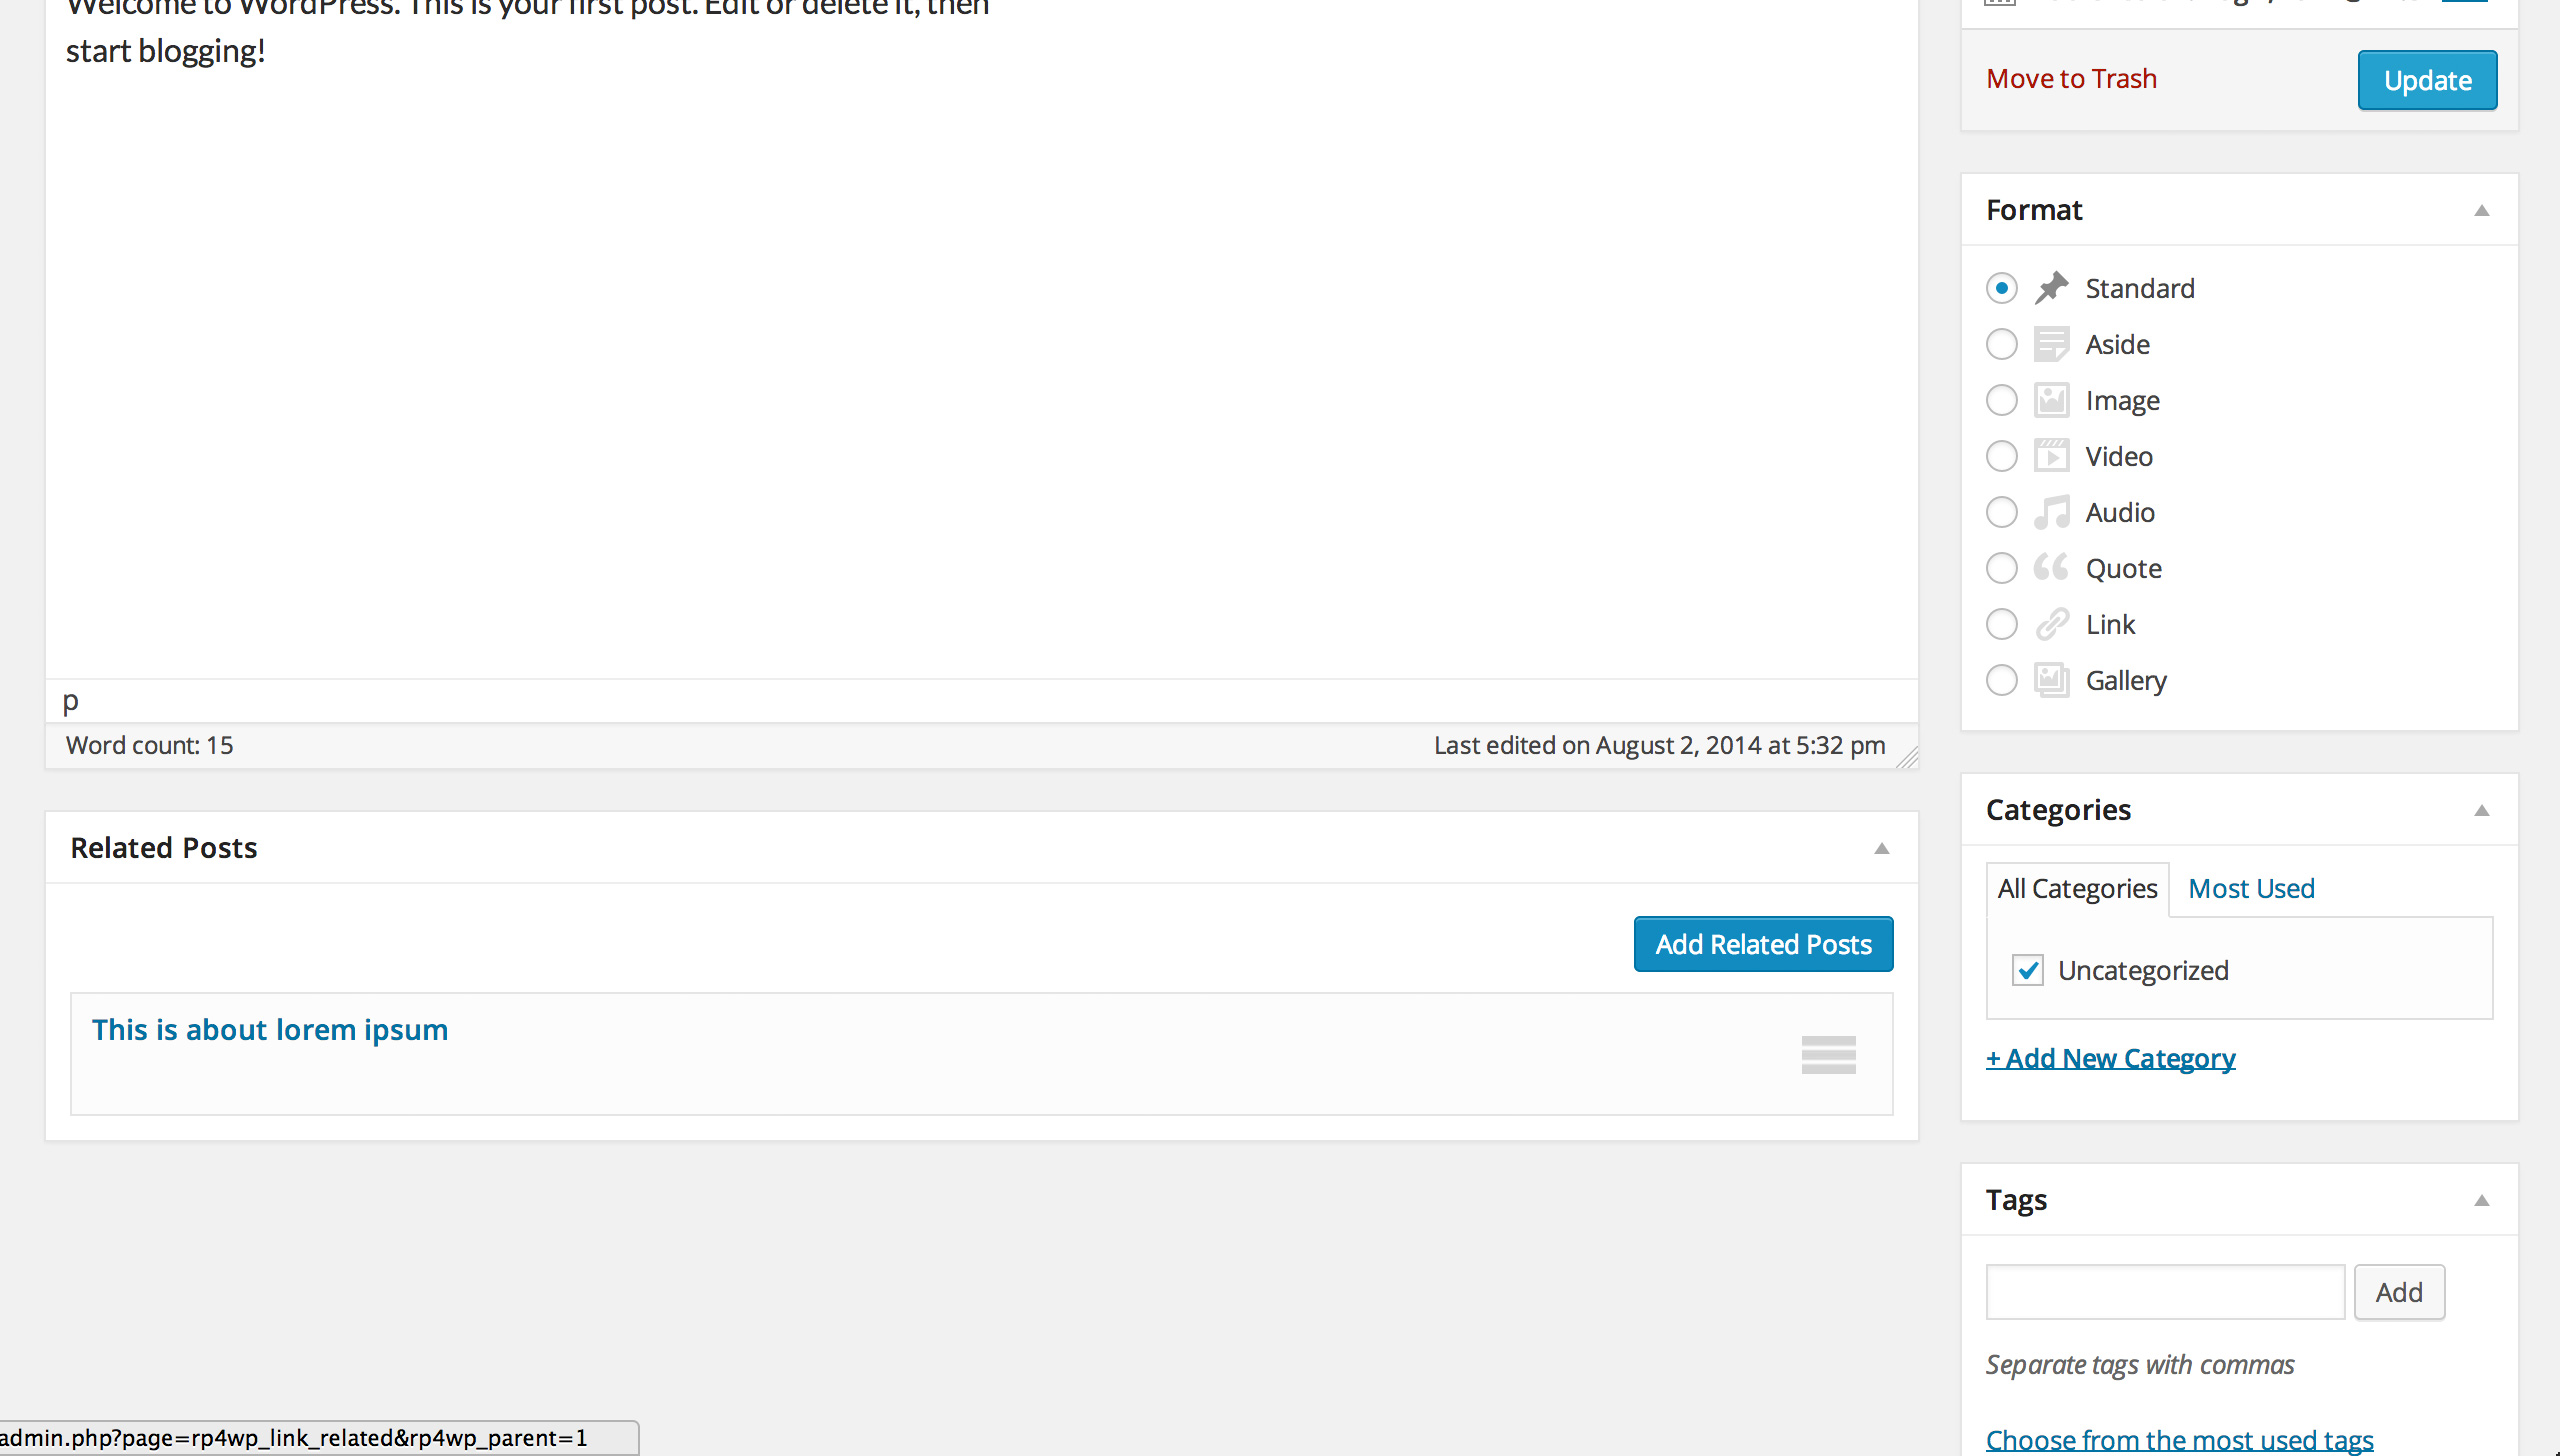 Welcome to WordPress. This is your first post. Edit or delete it, then
start blogging!
p
Word count: 15
Last edited on August 2, 2014 at 5:32 pm
Related Posts
Add Related Posts
This is about lorem ipsum
Move to Trash
Update
Format
Standard
Aside
Image
Video
Audio
Quote
Link
Gallery
Categories
All Categories
Most Used
Uncategorized
+ Add New Category
Tags
Add
Separate tags with commas
Choose from the most used tags
admin.php?page=rp4wp_link_related&rp4wp_parent=1